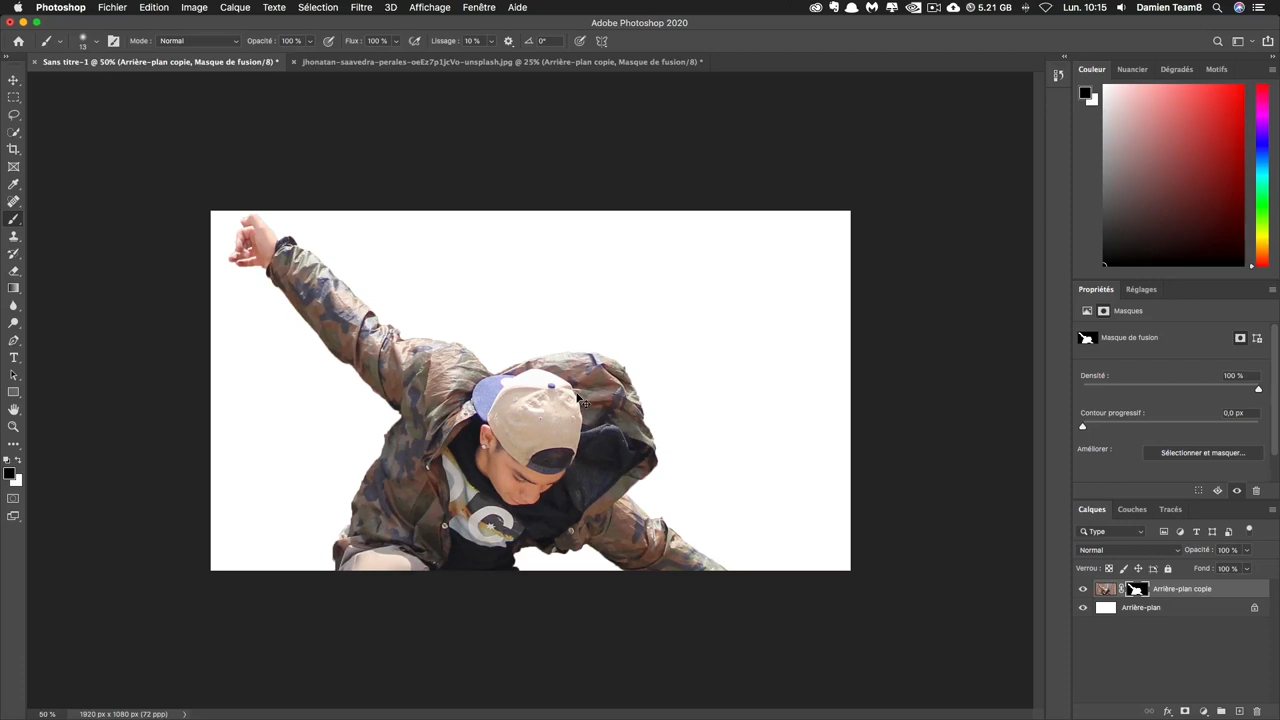 Photoshop Fichier Edition Image Calque Texte Sélection Filtre 3D Affichage Fenêtre Aide 5.21 GB Lun. 10:15 Damien Team8
Adobe Photoshop 2020
13 Mode : Normal Opacité : 100 % Flux : 100 % Lissage : 10 % 0°
Sans titre-1 @ 50% (Arrière-plan copie, Masque de fusion/8) * jhonatan-saavedra-perales-oeEz7p1jcVo-unsplash.jpg @ 25% (Arrière-plan copie, Masque de fusion/8) *
Couleur Nuancier Dégradés Motifs
Propriétés Réglages
Masques
Masque de fusion
Densité : 100 %
Contour progressif : 0,0 px
Améliorer : Sélectionner et masquer...
Calques Couches Tracés
Type
Normal Opacité : 100 %
Verrou : Fond : 100 %
Arrière-plan copie
Arrière-plan
50 % 1920 px x 1080 px (72 ppp)